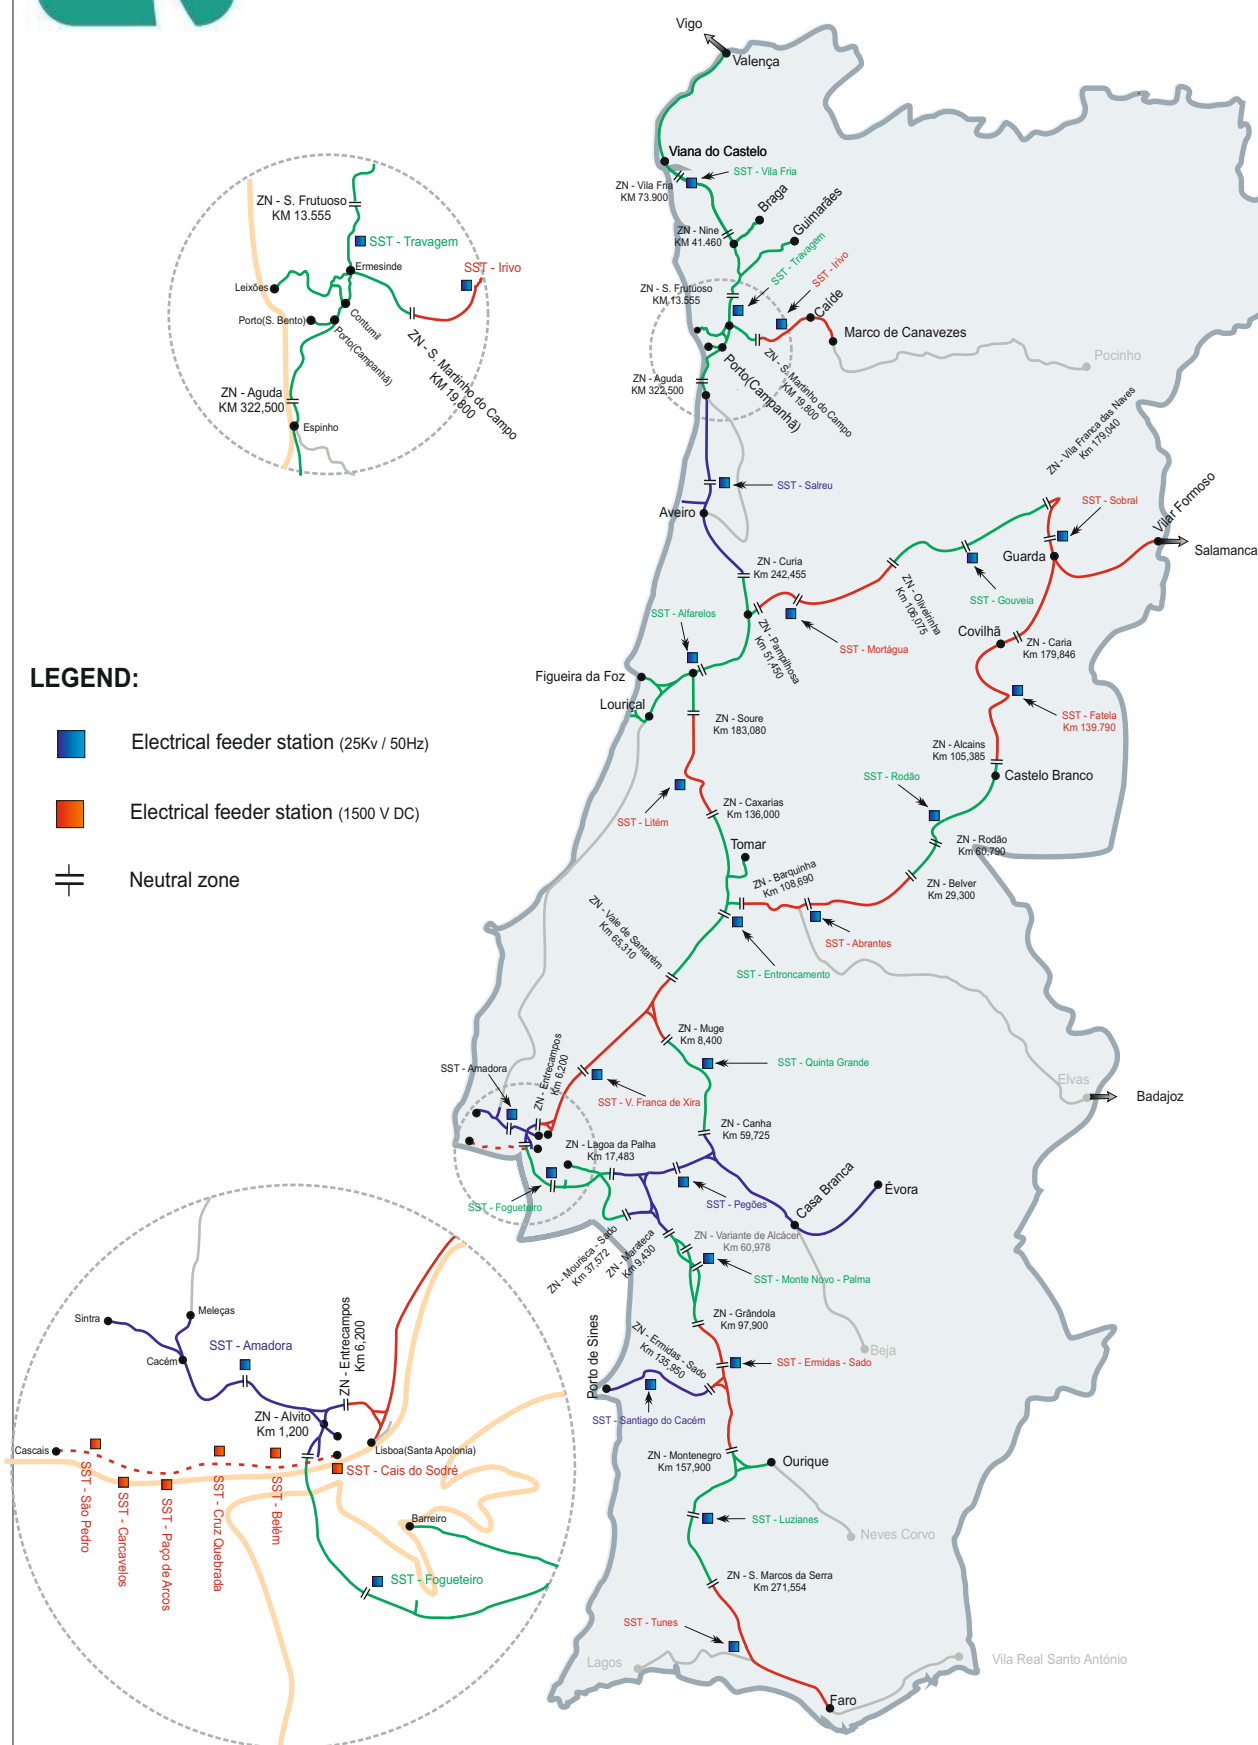 Vigo
Valença
Viana do Castelo
SST - Vila Fria
ZN - Vila Fria
KM 73.900
Braga
Guimarães
ZN - Nine
KM 41.460
SST - Travagem
SST - Irivo
ZN - S. Frutuoso
KM 13.555
Caíde
Marco de Canavezes
Pocinho
ZN - Aguda
KM 322,500
Porto(Campanhã)
ZN - S. Martinho do Campo
KM 19,800
ZN - S. Frutuoso
KM 13.555
SST - Travagem
Ermesinde
SST - Irivo
Leixões
Contumil
Porto(S. Bento)
Porto(Campanhã)
ZN - S. Martinho do Campo
KM 19,800
ZN - Aguda
KM 322,500
Espinho
SST - Salreu
Aveiro
ZN - Vila Franca das Naves
Km 179,040
SST - Sobral
Vilar Formoso
Salamanca
Guarda
ZN - Curia
Km 242,455
ZN - Oliveirinha
Km 106,075
SST - Gouveia
SST - Alfarelos
ZN - Pampilhosa
Km 51,450
SST - Mortágua
Covilhã
ZN - Caria
Km 179,846
Figueira da Foz
Louriçal
SST - Fatela
Km 139.790
ZN - Soure
Km 183,080
ZN - Alcains
Km 105,385
Castelo Branco
SST - Rodão
SST - Litém
ZN - Caxarias
Km 136,000
ZN - Rodão
Km 60,790
Tomar
ZN - Barquinha
Km 108,690
ZN - Belver
Km 29,300
ZN - Vale de Santarém
Km 65,310
SST - Abrantes
SST - Entroncamento
LEGEND:
Electrical feeder station (25Kv / 50Hz)
Electrical feeder station (1500 V DC)
Neutral zone
ZN - Muge
Km 8,400
SST - Quinta Grande
ZN - Entrecampos
Km 6,200
SST - Amadora
SST - V. Franca de Xira
Elvas
Badajoz
ZN - Canha
Km 59,725
ZN - Lagoa da Palha
Km 17,483
Casa Branca
Évora
SST - Fogueteiro
SST - Pegões
ZN - Mourisca - Sado
Km 37,572
ZN - Marateca
Km 9,430
ZN - Variante de Alcácer
Km 60,978
SST - Monte Novo - Palma
ZN - Grândola
Km 97,900
Beja
Porto de Sines
ZN - Ermidas - Sado
Km 135,950
SST - Ermidas - Sado
SST - Santiago do Cacém
ZN - Montenegro
Km 157,900
Ourique
SST - Luzianes
Neves Corvo
ZN - S. Marcos da Serra
Km 271,554
SST - Tunes
Lagos
Vila Real Santo António
Faro
Sintra
Meleças
Cacém
SST - Amadora
ZN - Entrecampos
Km 6,200
ZN - Alvito
Km 1,200
Cascais
Lisboa(Santa Apolonia)
SST - Cais do Sodré
SST - São Pedro
SST - Carcavelos
SST - Paço de Arcos
SST - Cruz Quebrada
SST - Belém
Barreiro
SST - Fogueteiro